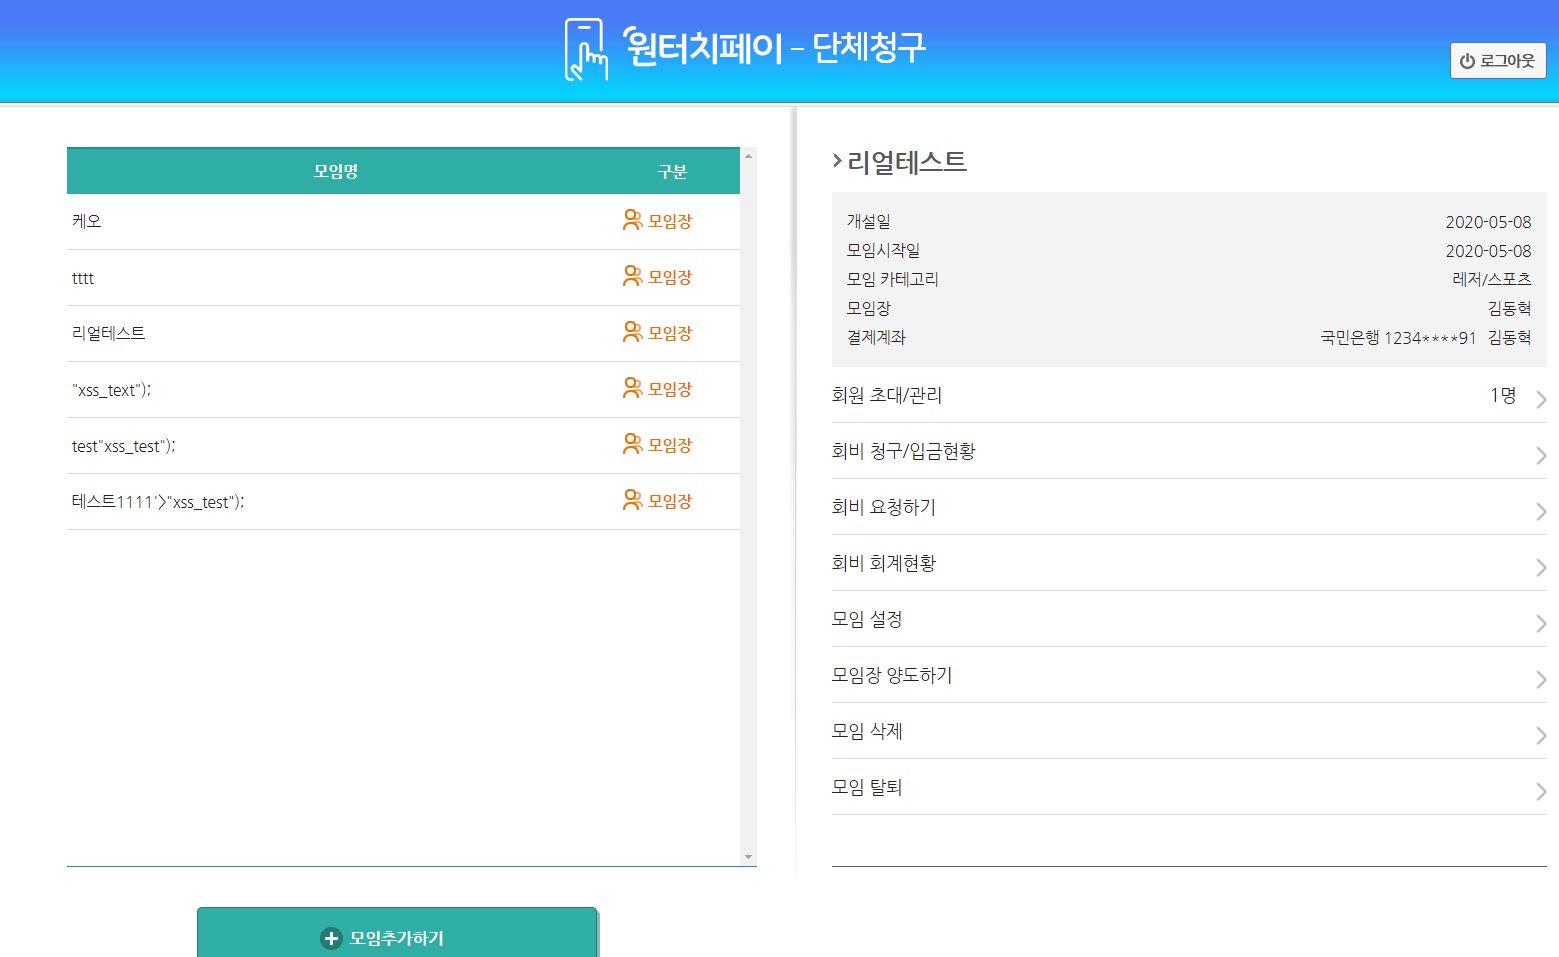 원터치페이 - 단체청구
로그아웃
모임명 구분
케오 모임장
tttt 모임장
리얼테스트 모임장
"xss_text"); 모임장
test"xss_test"); 모임장
테스트1111'>"xss_test"); 모임장
모임추가하기
리얼테스트
개설일 2020-05-08
모임시작일 2020-05-08
모임 카테고리 레저/스포츠
모임장 김동혁
결제계좌 국민은행 1234****91 김동혁
회원 초대/관리 1명
회비 청구/입금현황
회비 요청하기
회비 회계현황
모임 설정
모임장 양도하기
모임 삭제
모임 탈퇴